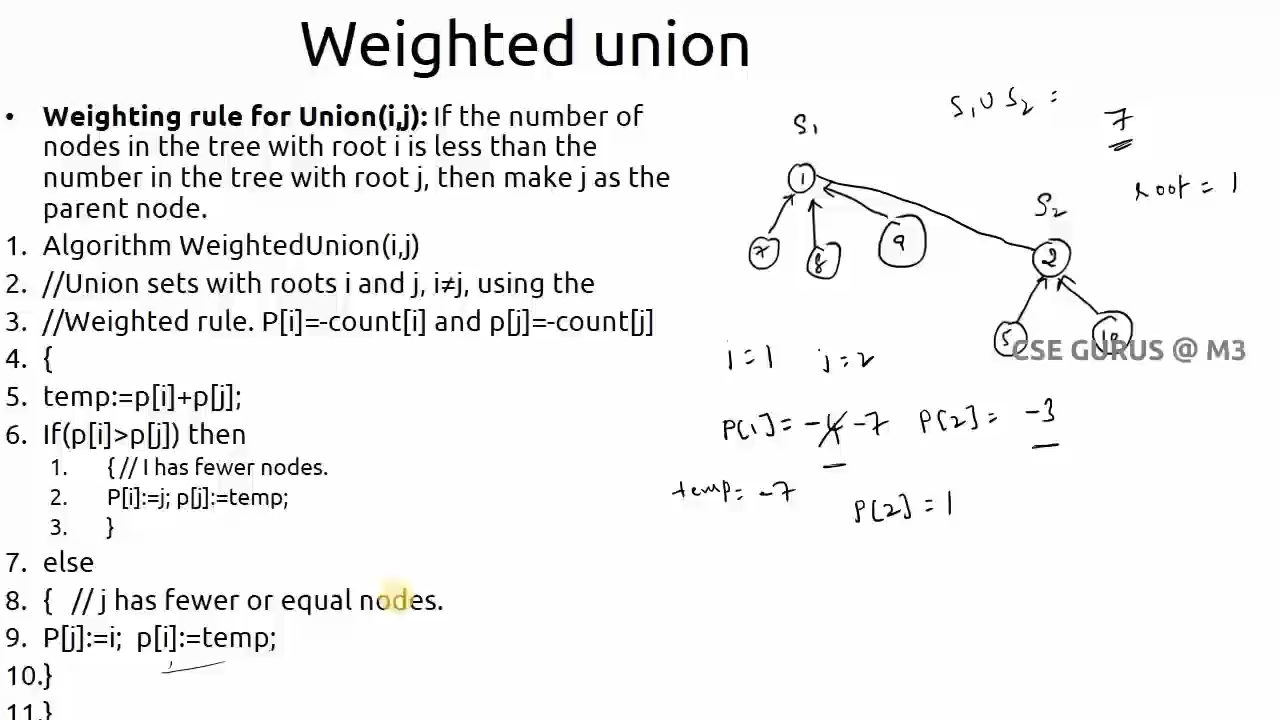 Weighted union
• Weighting rule for Union(i,j): If the number of
nodes in the tree with root i is less than the
number in the tree with root j, then make j as the
parent node.
1. Algorithm WeightedUnion(i,j)
2. //Union sets with roots i and j, i≠j, using the
3. //Weighted rule. P[i]=-count[i] and p[j]=-count[j]
4. {
5. temp:=p[i]+p[j];
6. If(p[i]>p[j]) then
1. { // I has fewer nodes.
2. P[i]:=j; p[j]:=temp;
3. }
7. else
8. { // j has fewer or equal nodes.
9. P[j]:=i; p[i]:=temp;
10.}
11.}
S1 U S2 =
7
S1
root = 1
1
S2
7 8 9
2
5 10
CSE GURUS @ M3
i=1 j=2
P[1]= -4 -7 P[2]= -3
temp= -7
P[2] = 1